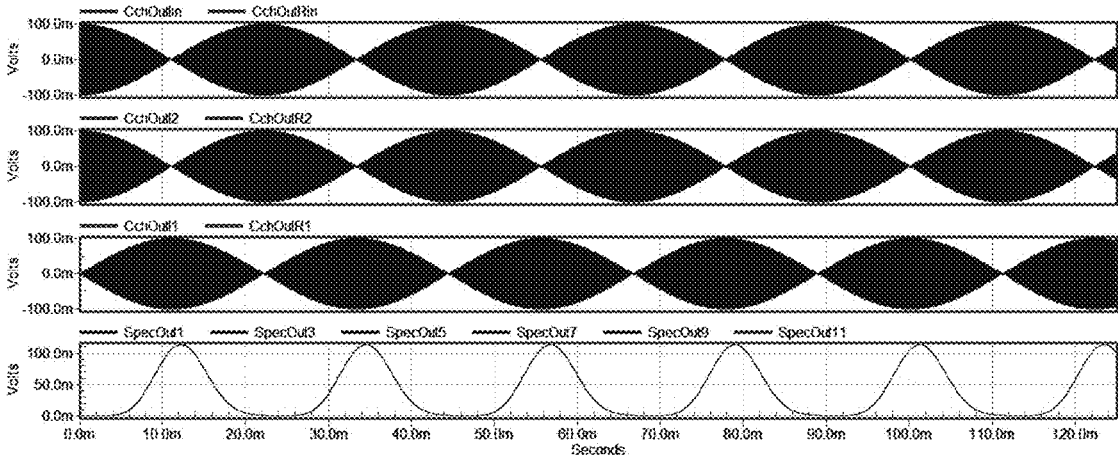 CchOutIin CchOutRin
100.0m
0.0m
-100.0m
Volts
CchOutI2 CchOutR2
100.0m
0.0m
-100.0m
Volts
CchOutI1 CchOutR1
100.0m
0.0m
-100.0m
Volts
SpecOut1 SpecOut3 SpecOut5 SpecOut7 SpecOut9 SpecOut11
100.0m
50.0m
0.0m
Volts
0.0m 10.0m 20.0m 30.0m 40.0m 50.0m 60.0m 70.0m 80.0m 90.0m 100.0m 110.0m 120.0m
Seconds